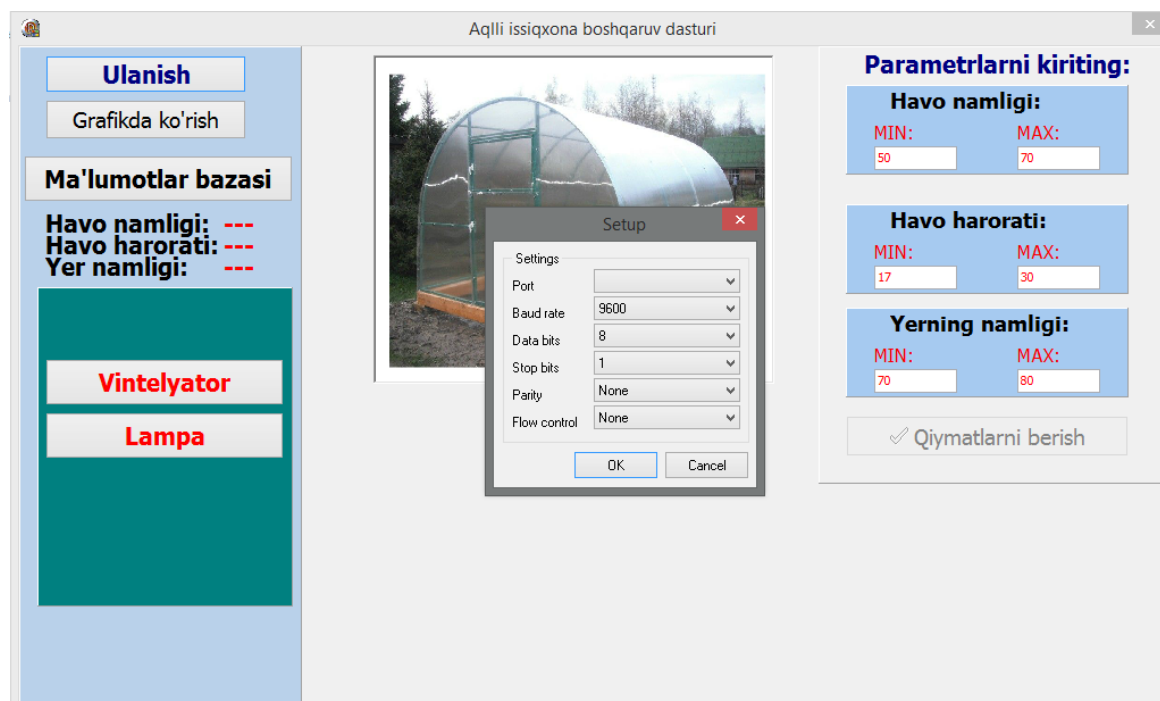 Aqlli issiqxona boshqaruv dasturi
Ulanish
Grafikda ko'rish
Ma'lumotlar bazasi
Havo namligi: ---
Havo harorati: ---
Yer namligi: ---
Vintelyator
Lampa
Setup
Settings
Port
Baud rate 9600
Data bits 8
Stop bits 1
Parity None
Flow control None
OK Cancel
Parametrlarni kiriting:
Havo namligi:
MIN: MAX:
50 70
Havo harorati:
MIN: MAX:
17 30
Yerning namligi:
MIN: MAX:
70 80
Qiymatlarni berish